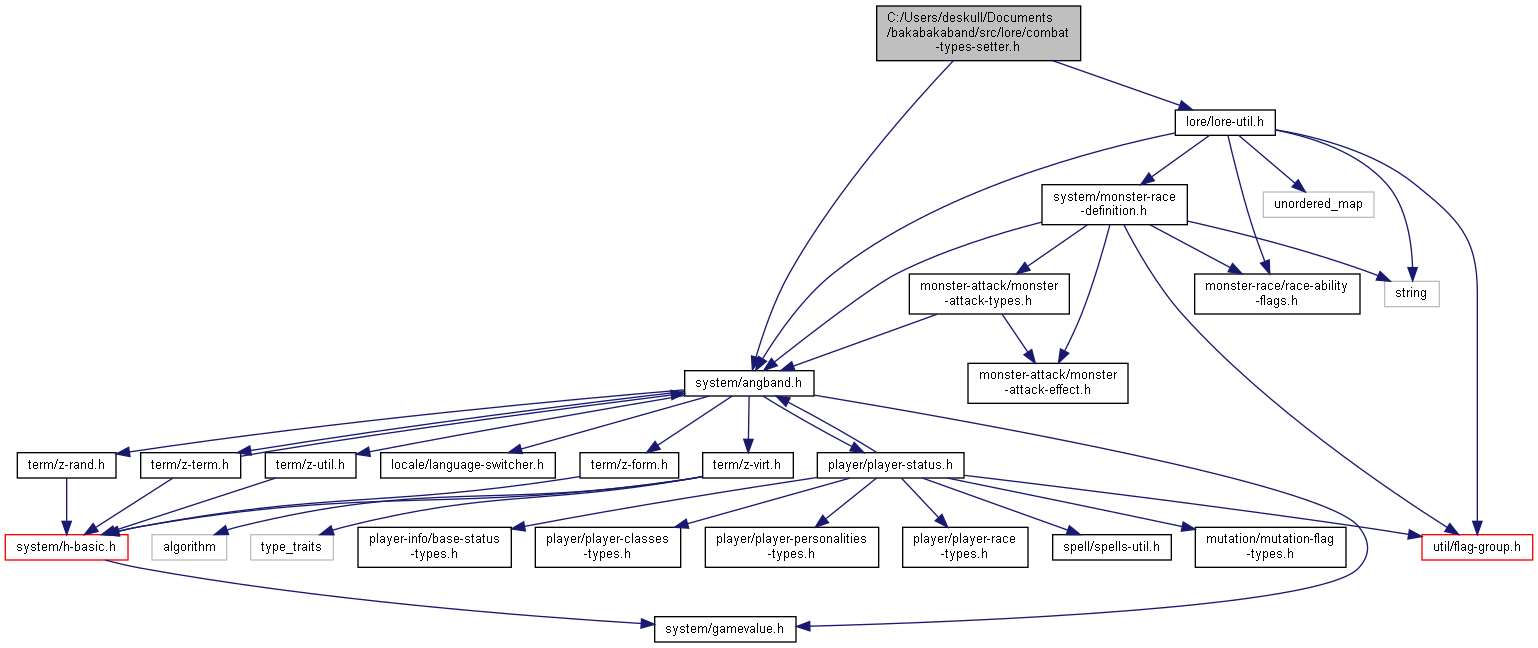 C:/Users/deskull/Documents
/bakabakaband/src/lore/combat
-types-setter.h
lore/lore-util.h
system/monster-race
-definition.h
unordered_map
monster-attack/monster
-attack-types.h
monster-race/race-ability
-flags.h
string
system/angband.h
monster-attack/monster
-attack-effect.h
term/z-rand.h
term/z-term.h
term/z-util.h
locale/language-switcher.h
term/z-form.h
term/z-virt.h
player/player-status.h
system/h-basic.h
algorithm
type_traits
player-info/base-status
-types.h
player/player-classes
-types.h
player/player-personalities
-types.h
player/player-race
-types.h
spell/spells-util.h
mutation/mutation-flag
-types.h
util/flag-group.h
system/gamevalue.h